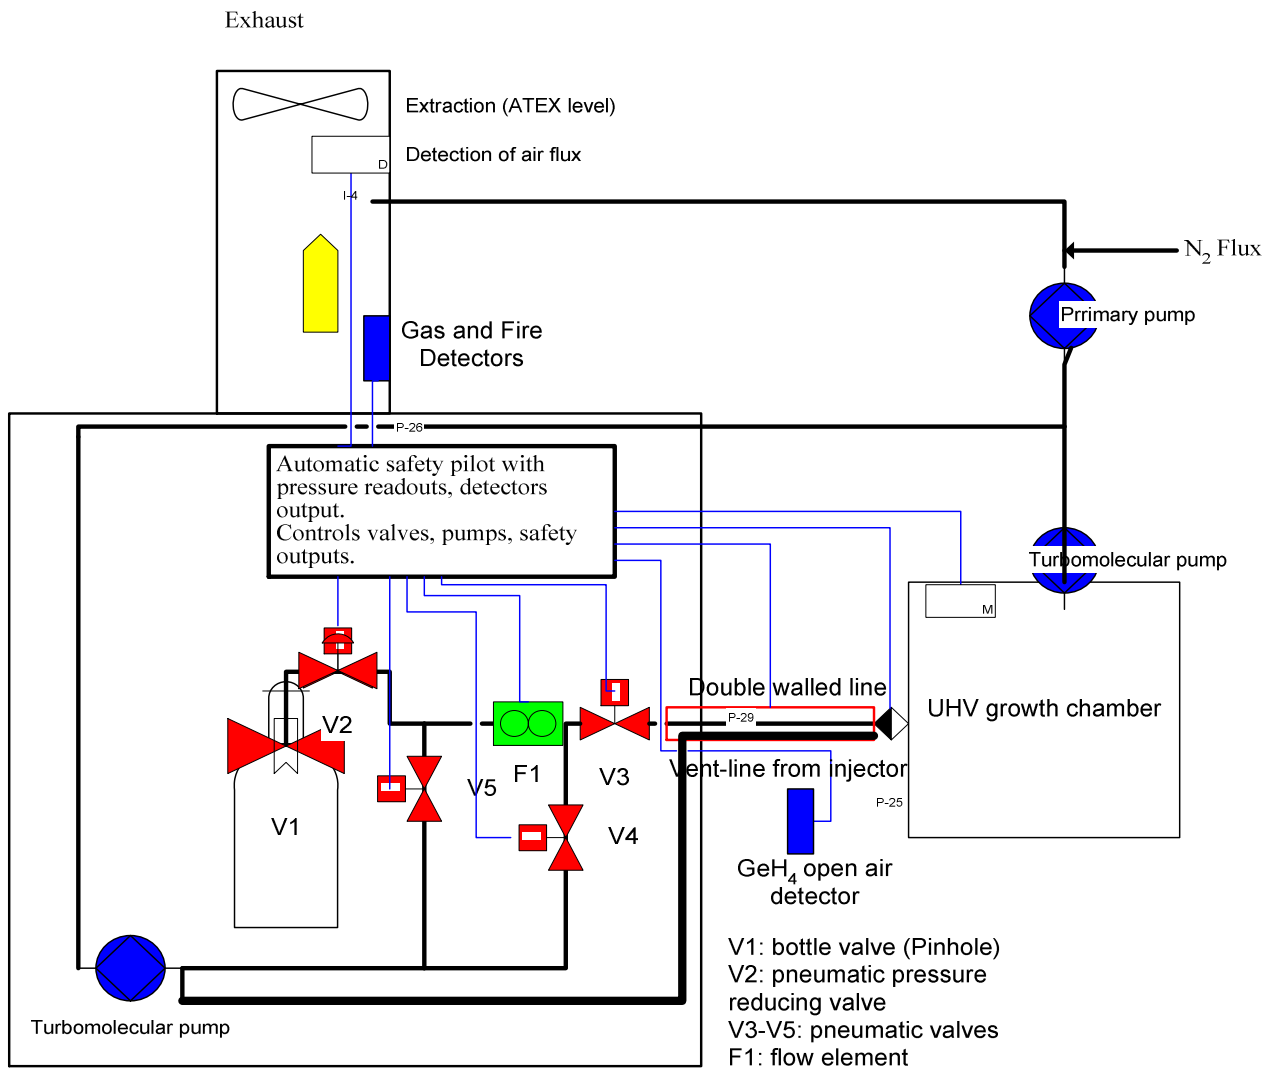 Exhaust
Extraction (ATEX level)
D
Detection of air flux
I-4
N2 Flux
Prrimary pump
Gas and Fire
Detectors
P-26
Automatic safety pilot with
pressure readouts, detectors
output.
Controls valves, pumps, safety
outputs.
Turbomolecular pump
M
Double walled line
UHV growth chamber
P-29
V2
V5
F1
V3
Vent-line from injector
P-25
V1
V4
GeH4 open air
detector
V1: bottle valve (Pinhole)
V2: pneumatic pressure
reducing valve
V3-V5: pneumatic valves
F1: flow element
Turbomolecular pump